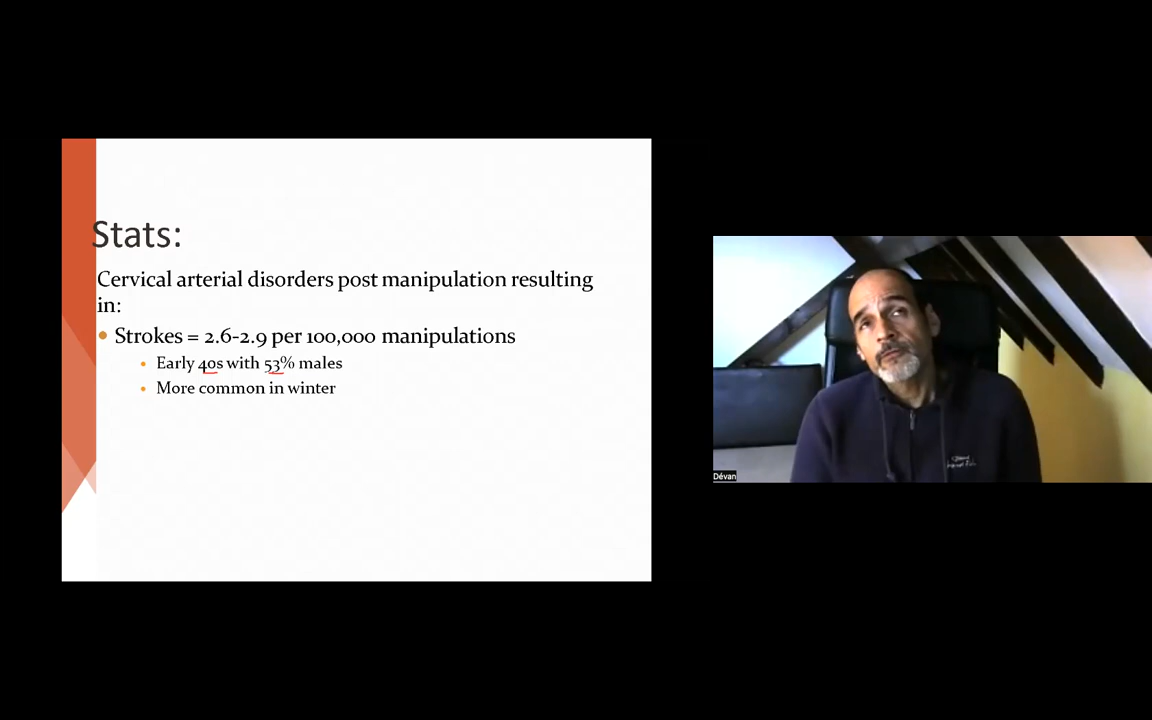 Stats:
Cervical arterial disorders post manipulation resulting
in:
• Strokes = 2.6-2.9 per 100,000 manipulations
• Early 40s with 53% males
• More common in winter
Dévan